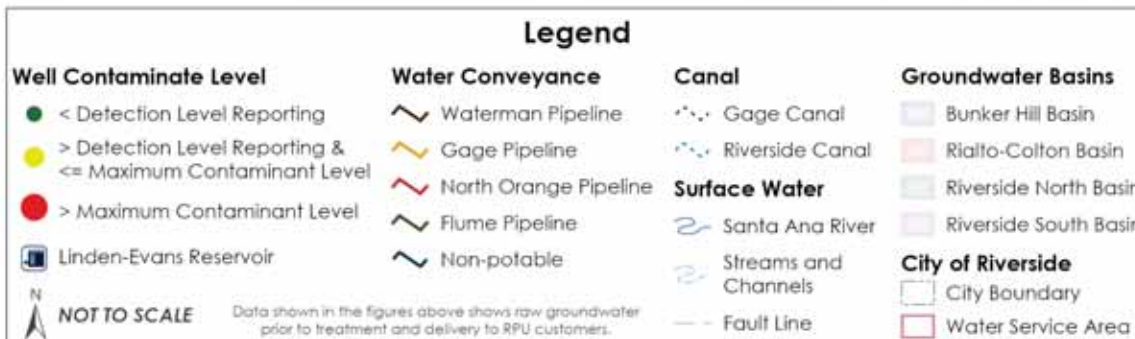 Legend
Well Contaminate Level
< Detection Level Reporting
> Detection Level Reporting &
<= Maximum Contaminant Level
> Maximum Contaminant Level
Linden-Evans Reservoir
N
NOT TO SCALE
Data shown in the figures above shows raw groundwater
prior to treatment and delivery to RPU customers.
Water Conveyance
Waterman Pipeline
Gage Pipeline
North Orange Pipeline
Flume Pipeline
Non-potable
Canal
Gage Canal
Riverside Canal
Surface Water
Santa Ana River
Streams and
Channels
Fault Line
Groundwater Basins
Bunker Hill Basin
Rialto-Colton Basin
Riverside North Basin
Riverside South Basin
City of Riverside
City Boundary
Water Service Area